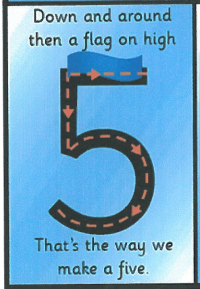 Down and around
then a flag on high
5
That's the way we
make a five.